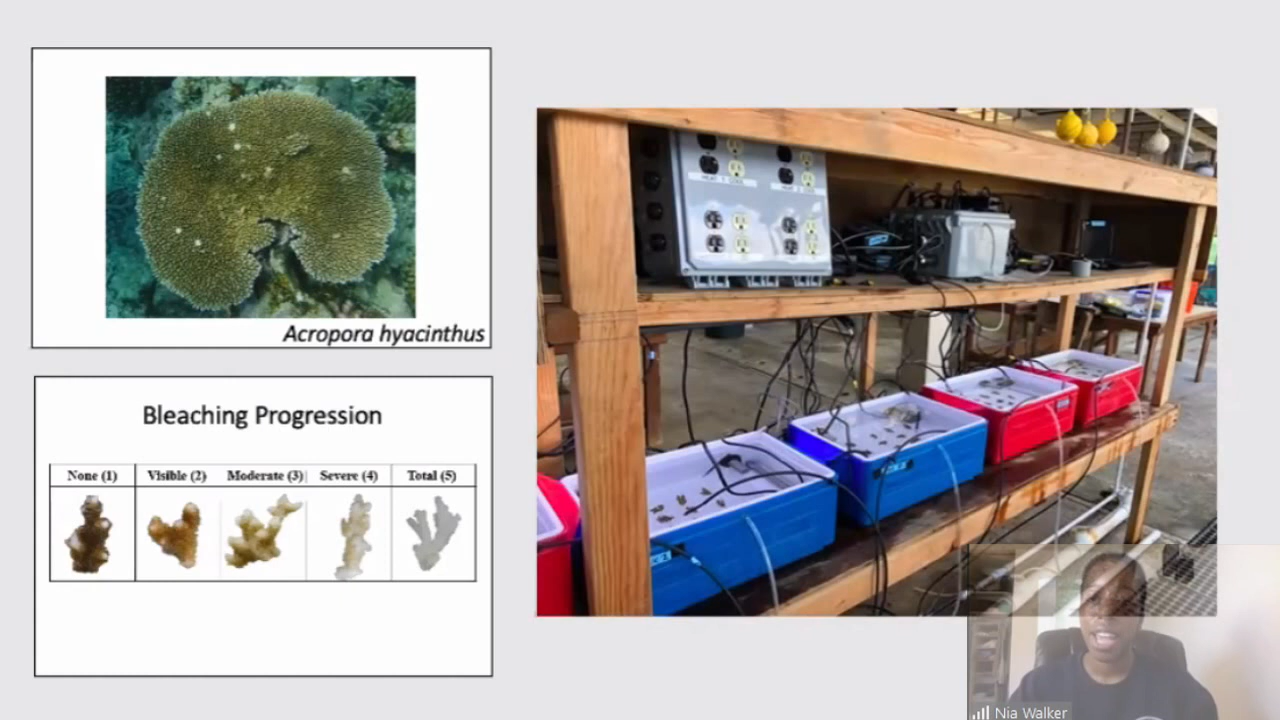 Acropora hyacinthus
Bleaching Progression
None (1) Visible (2) Moderate (3) Severe (4) Total (5)
Nia Walker